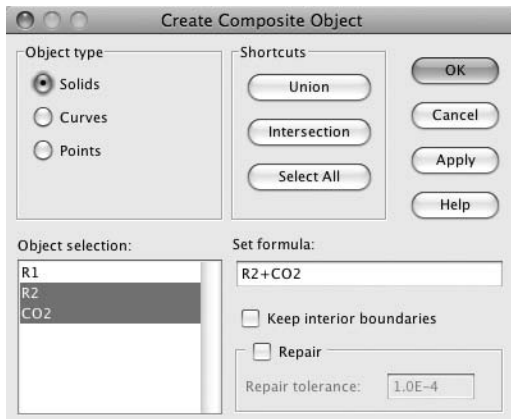 Create Composite Object
Object type
Solids
Curves
Points
Shortcuts
Union
Intersection
Select All
OK
Cancel
Apply
Help
Object selection:
R1
R2
CO2
Set formula:
R2+CO2
Keep interior boundaries
Repair
Repair tolerance: 1.0E-4